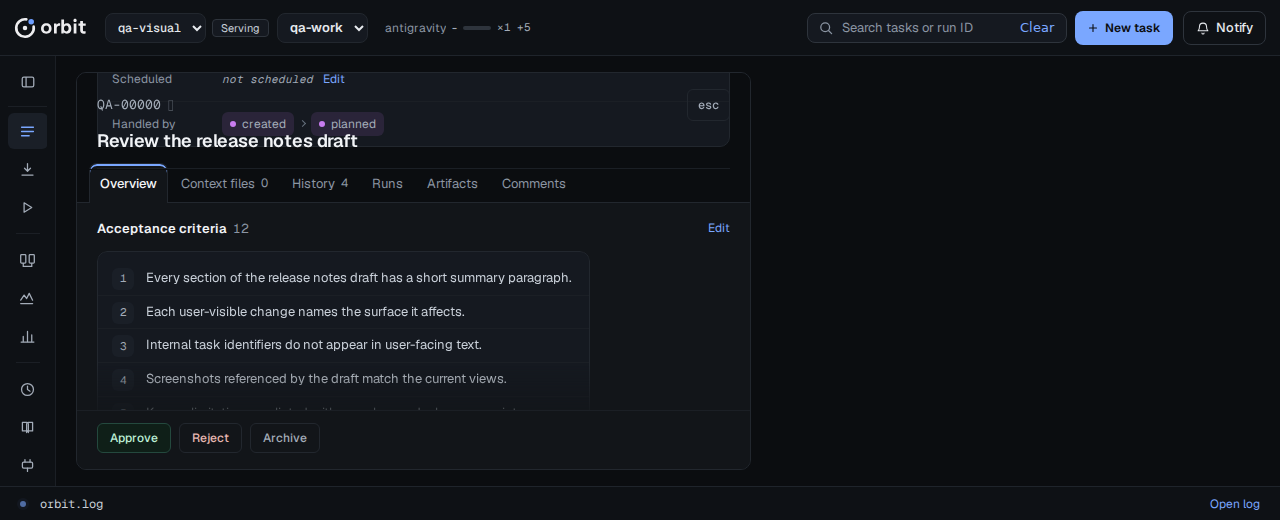 orbit qa-visual Serving qa-work antigravity - ×1 +5 Search tasks or run ID Clear + New task Notify
Scheduled not scheduled Edit
QA-00000 esc
Handled by created > planned
Review the release notes draft
Overview Context files 0 History 4 Runs Artifacts Comments
Acceptance criteria 12 Edit
1 Every section of the release notes draft has a short summary paragraph.
2 Each user-visible change names the surface it affects.
3 Internal task identifiers do not appear in user-facing text.
4 Screenshots referenced by the draft match the current views.
Approve Reject Archive
orbit.log Open log